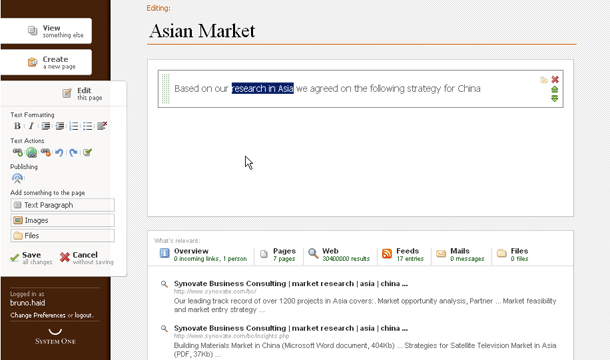 Editing:
Asian Market
View
something else
Create
a new page
Edit
this page
Text Formatting
B I
Text Actions
Publishing
Add something to the page
Text Paragraph
Images
Files
Save
all changes
Cancel
without saving
Logged in as
bruno.haid
Change Preferences or logout.
SYSTEM ONE
Based on our research in Asia we agreed on the following strategy for China
What's relevant:
Overview
0 incoming links, 1 person
Pages
7 pages
Web
30400000 results
Feeds
17 entries
Mails
0 messages
Files
0 files
Synovate Business Consulting | market research | asia | china ...
http://www.synovate.com/bc/
Our leading track record of over 1200 projects in Asia covers:. Market opportunity analysis, Partner ... Market feasibility
and market entry strategy ...
Synovate Business Consulting | market research | asia | china ...
http://www.synovate.com/bc/insights.php
Building Materials Market in China (Microsoft Word document, 404Kb) ... Strategies for Satellite Television Market in Asia
(PDF, 37Kb) ...